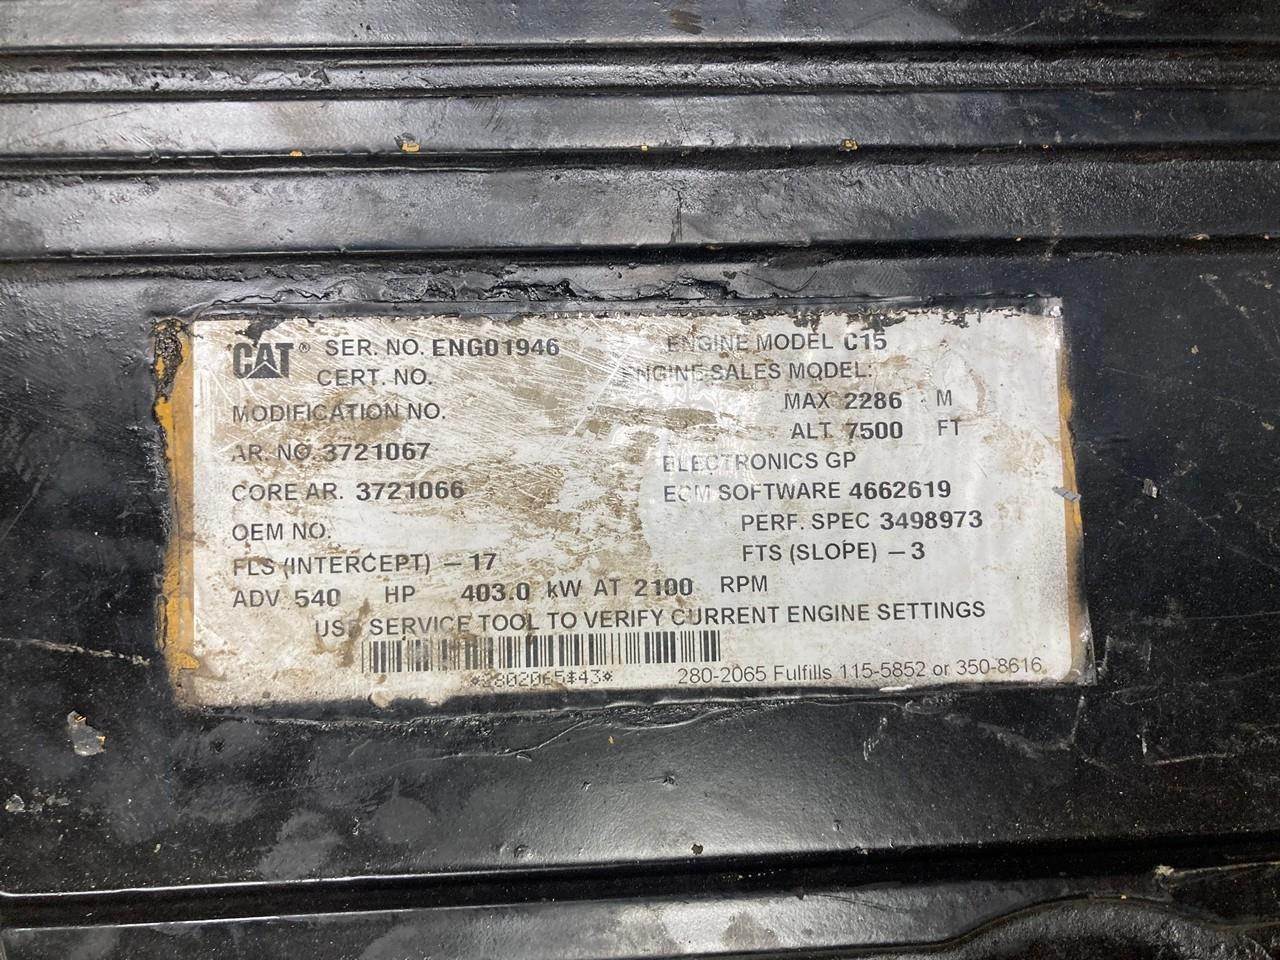 CAT® SER. NO. ENG01946 ENGINE MODEL C15
CERT. NO. ENGINE SALES MODEL:
MODIFICATION NO. MAX 2286 M
ALT 7500 FT
AR. NO 3721067 ELECTRONICS GP
CORE AR. 3721066 ECM SOFTWARE 4662619
OEM NO. PERF. SPEC 3498973
FLS (INTERCEPT) –17 FTS (SLOPE) –3
ADV 540 HP 403.0 kW AT 2100 RPM
USE SERVICE TOOL TO VERIFY CURRENT ENGINE SETTINGS
*2802065‡43* 280-2065 Fulfills 115-5852 or 350-8616